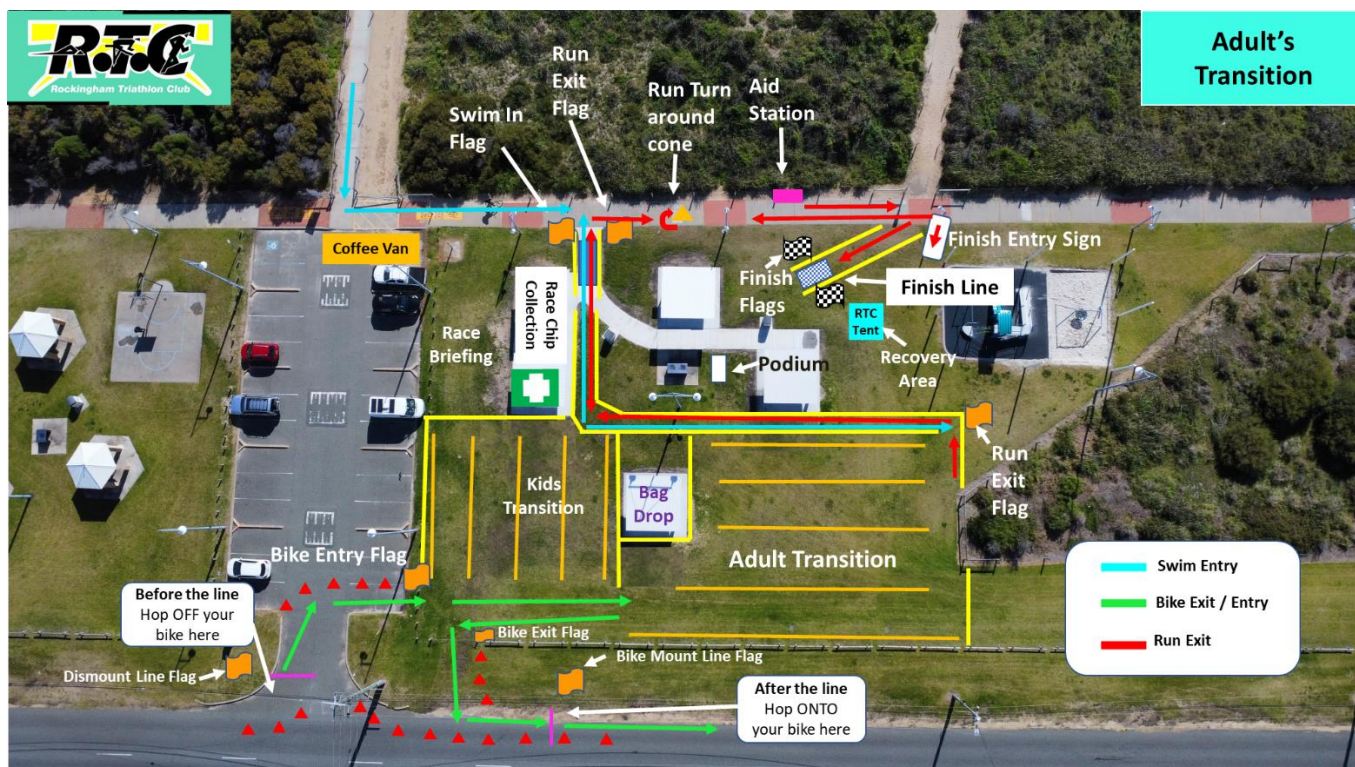 R.T.C
Rockingham Triathlon Club
Adult's
Transition
Run
Exit
Flag
Swim In
Flag
Run Turn
around
cone
Aid
Station
Coffee Van
Finish Entry Sign
Finish
Flags
Finish Line
Race Chip
Collection
Race
Briefing
RTC
Tent
Recovery
Area
Podium
Run
Exit
Flag
Kids
Transition
Bag
Drop
Adult Transition
Bike Entry Flag
Before the line
Hop OFF your
bike here
Dismount Line Flag
Bike Exit Flag
Bike Mount Line Flag
After the line
Hop ONTO
your bike here
Swim Entry
Bike Exit / Entry
Run Exit